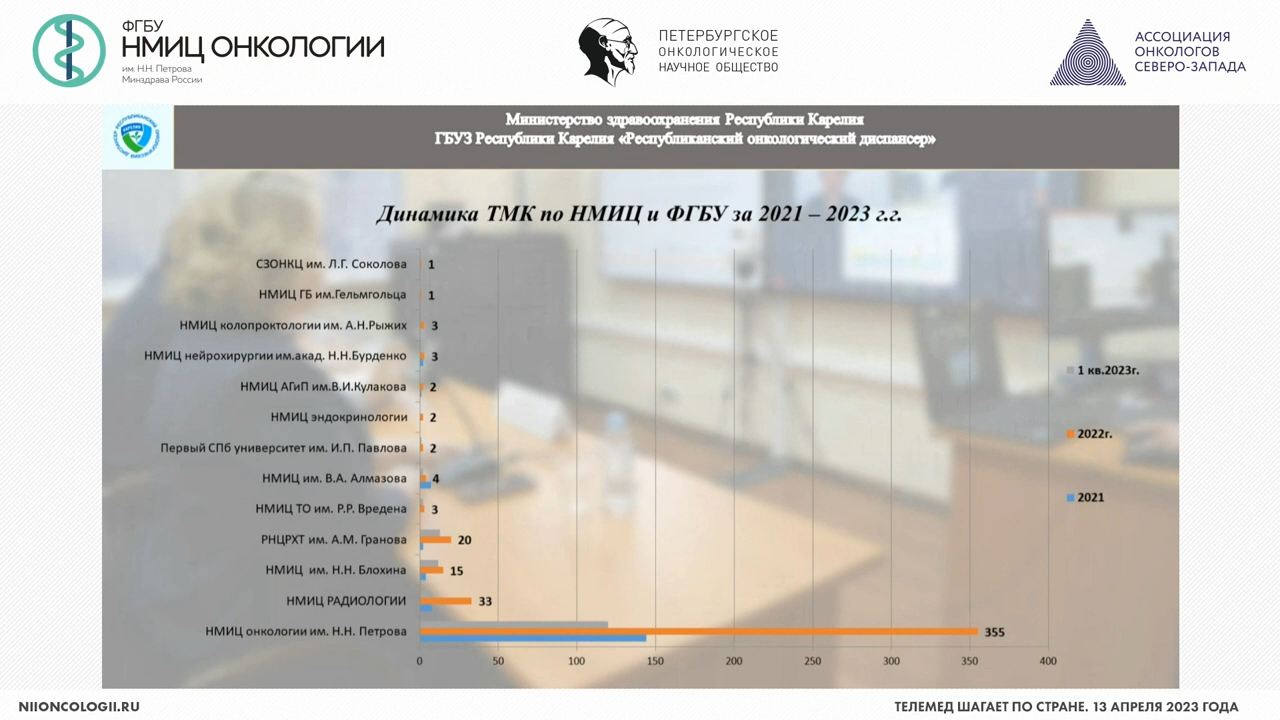 ФГБУ
НМИЦ ОНКОЛОГИИ
им. Н.Н. Петрова
Минздрава России
ПЕТЕРБУРГСКОЕ
ОНКОЛОГИЧЕСКОЕ
НАУЧНОЕ ОБЩЕСТВО
АССОЦИАЦИЯ
ОНКОЛОГОВ
СЕВЕРО-ЗАПАДА
Министерство здравоохранения Республики Карелия
ГБУЗ Республики Карелия «Республиканский онкологический диспансер»
Динамика ТМК по НМИЦ и ФГБУ за 2021 – 2023 г.г.
СЗОНКЦ им. Л.Г. Соколова 1
НМИЦ ГБ им.Гельмгольца 1
НМИЦ колопроктологии им. А.Н.Рыжих 3
НМИЦ нейрохирургии им.акад. Н.Н.Бурденко 3
НМИЦ АГиП им.В.И.Кулакова 2
НМИЦ эндокринологии 2
Первый СПб университет им. И.П. Павлова 2
НМИЦ им. В.А. Алмазова 4
НМИЦ ТО им. Р.Р. Вредена 3
РНЦРХТ им. А.М. Гранова 20
НМИЦ им. Н.Н. Блохина 15
НМИЦ РАДИОЛОГИИ 33
НМИЦ онкологии им. Н.Н. Петрова 355
0 50 100 150 200 250 300 350 400
1 кв.2023г.
2022г.
2021
NIIONCOLOGII.RU
ТЕЛЕМЕД ШАГАЕТ ПО СТРАНЕ. 13 АПРЕЛЯ 2023 ГОДА